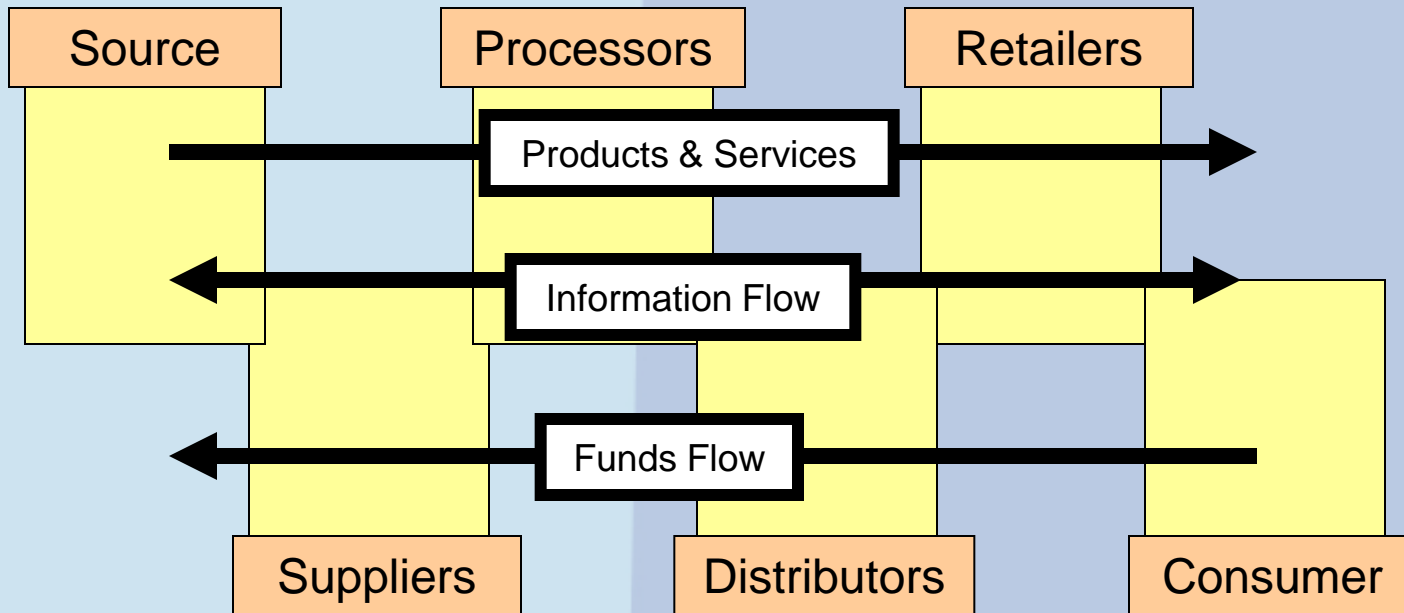 Source
Processors
Retailers
Products & Services
Information Flow
Funds Flow
Suppliers
Distributors
Consumer